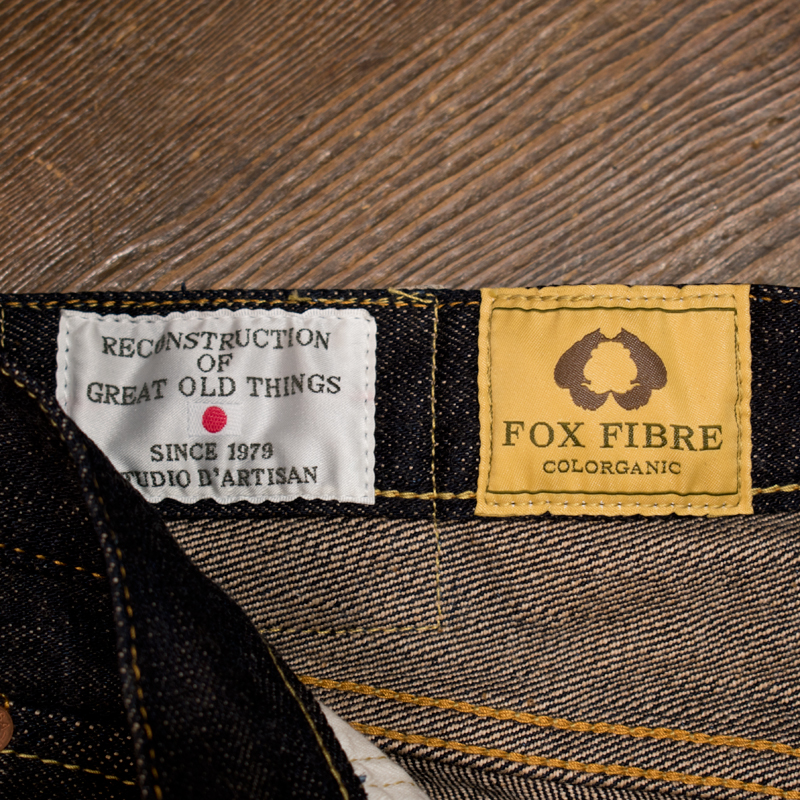 RECONSTRUCTION
OF
GREAT OLD THINGS
SINCE 1979
TUDIO D'ARTISAN
FOX FIBRE
COLORGANIC